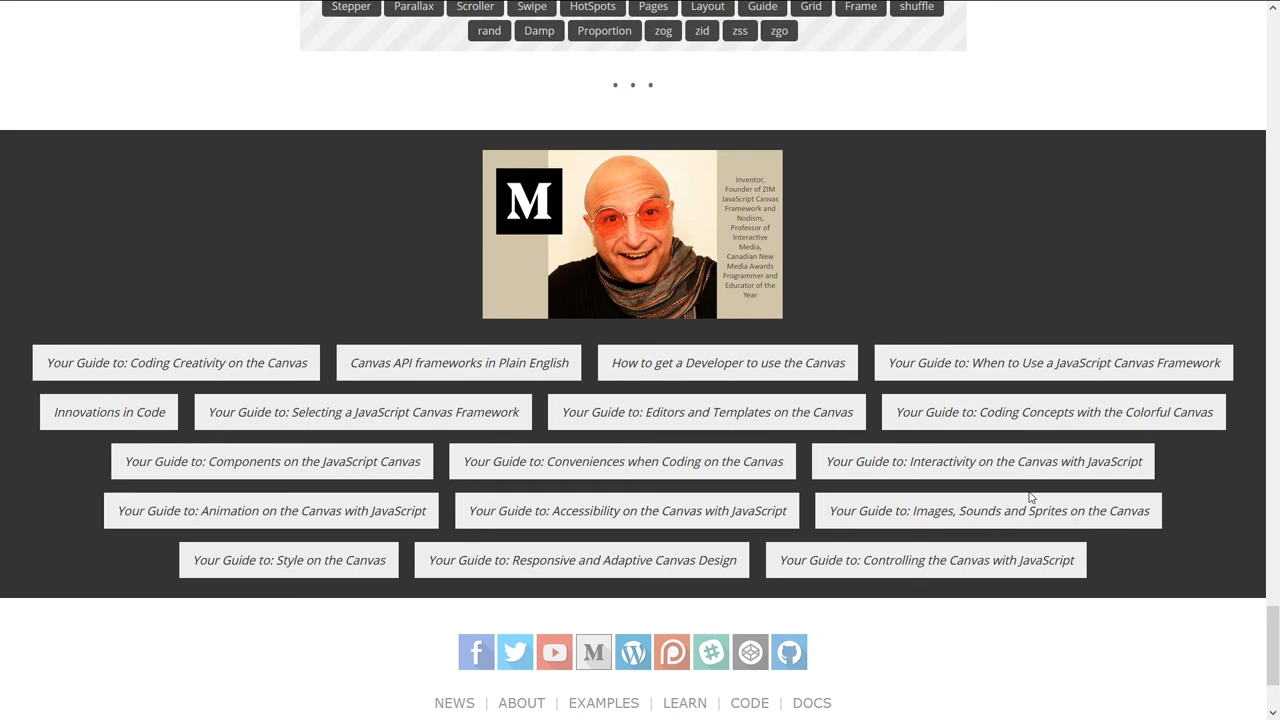 Stepper Parallax Scroller Swipe HotSpots Pages Layout Guide Grid Frame shuffle
rand Damp Proportion zog zid zss zgo
• • •
M
Inventor,
Founder of ZIM
JavaScript Canvas
Framework and
Nodism,
Professor of
Interactive
Media,
Canadian New
Media Awards
Programmer and
Educator of the
Year
Your Guide to: Coding Creativity on the Canvas
Canvas API frameworks in Plain English
How to get a Developer to use the Canvas
Your Guide to: When to Use a JavaScript Canvas Framework
Innovations in Code
Your Guide to: Selecting a JavaScript Canvas Framework
Your Guide to: Editors and Templates on the Canvas
Your Guide to: Coding Concepts with the Colorful Canvas
Your Guide to: Components on the JavaScript Canvas
Your Guide to: Conveniences when Coding on the Canvas
Your Guide to: Interactivity on the Canvas with JavaScript
Your Guide to: Animation on the Canvas with JavaScript
Your Guide to: Accessibility on the Canvas with JavaScript
Your Guide to: Images, Sounds and Sprites on the Canvas
Your Guide to: Style on the Canvas
Your Guide to: Responsive and Adaptive Canvas Design
Your Guide to: Controlling the Canvas with JavaScript
NEWS | ABOUT | EXAMPLES | LEARN | CODE | DOCS